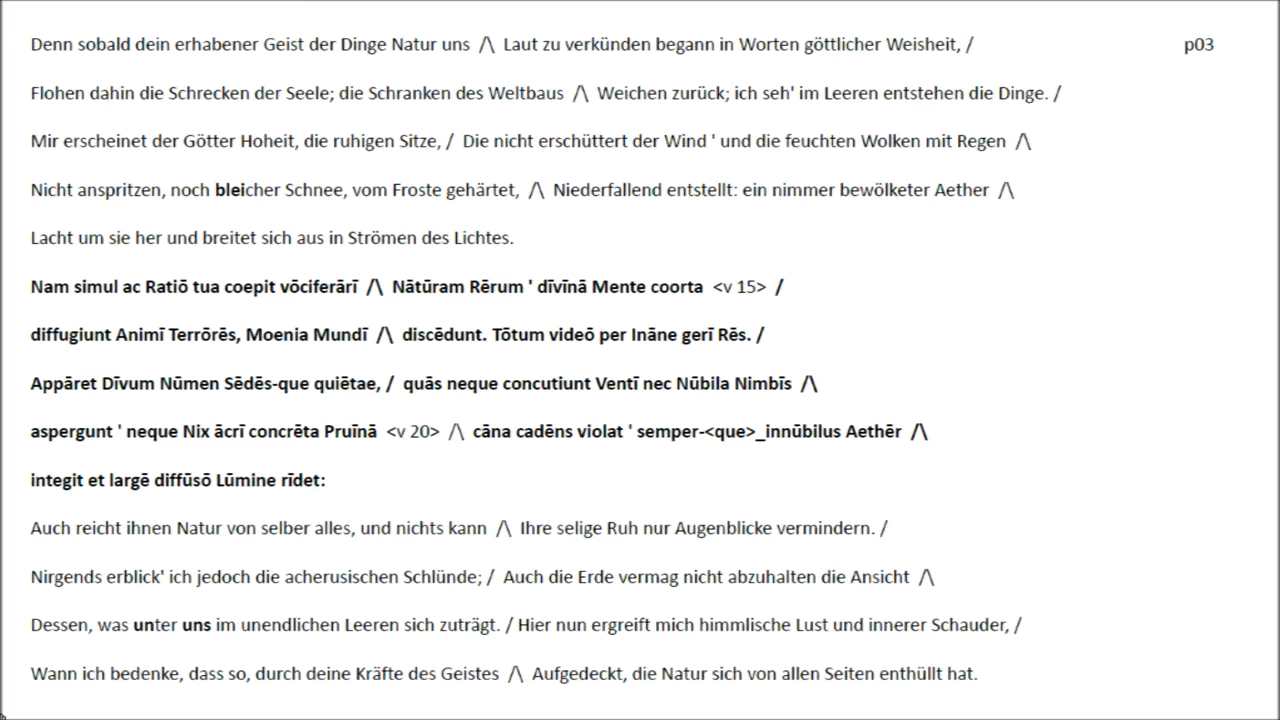 Denn sobald dein erhabener Geist der Dinge Natur uns /\ Laut zu verkünden begann in Worten göttlicher Weisheit, / p03
Flohen dahin die Schrecken der Seele; die Schranken des Weltbaus /\ Weichen zurück; ich seh' im Leeren entstehen die Dinge. /
Mir erscheinet der Götter Hoheit, die ruhigen Sitze, / Die nicht erschüttert der Wind ' und die feuchten Wolken mit Regen /\
Nicht anspritzen, noch bleicher Schnee, vom Froste gehärtet, /\ Niederfallend entstellt: ein nimmer bewölketer Aether /\
Lacht um sie her und breitet sich aus in Strömen des Lichtes.
Nam simul ac Ratiō tua coepit vōciferārī /\ Nātūram Rērum ' dīvīnā Mente coorta <v 15> /
diffugiunt Animī Terrōrēs, Moenia Mundī /\ discēdunt. Tōtum videō per Ināne gerī Rēs. /
Appāret Dīvum Nūmen Sēdēs-que quiētae, / quās neque concutiunt Ventī nec Nūbila Nimbīs /\
aspergunt ' neque Nix ācrī concrēta Pruīnā <v 20> /\ cāna cadēns violat ' semper-<que>_innūbilus Aethēr /\
integit et largē diffūsō Lūmine rīdet:
Auch reicht ihnen Natur von selber alles, und nichts kann /\ Ihre selige Ruh nur Augenblicke vermindern. /
Nirgends erblick' ich jedoch die acherusischen Schlünde; / Auch die Erde vermag nicht abzuhalten die Ansicht /\
Dessen, was unter uns im unendlichen Leeren sich zuträgt. / Hier nun ergreift mich himmlische Lust und innerer Schauder, /
Wann ich bedenke, dass so, durch deine Kräfte des Geistes /\ Aufgedeckt, die Natur sich von allen Seiten enthüllt hat.